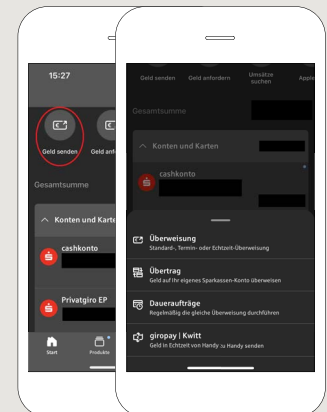 15:27
Geld senden
Geld anf
Gesamtsumme
Konten und Karte
cashkonto
Privatgiro EP
Start
Produkte
Geld senden
Geld anfordern
Umsätze
suchen
Apple
Gesamtsumme
Konten und Karten
cashkonto
Überweisung
Standard-, Termin- oder Echtzeit-Überweisung
Übertrag
Geld auf Ihr eigenes Sparkassen-Konto überweisen
Daueraufträge
Regelmäßig die gleiche Überweisung durchführen
giropay | Kwitt
Geld in Echtzeit von Handy zu Handy senden